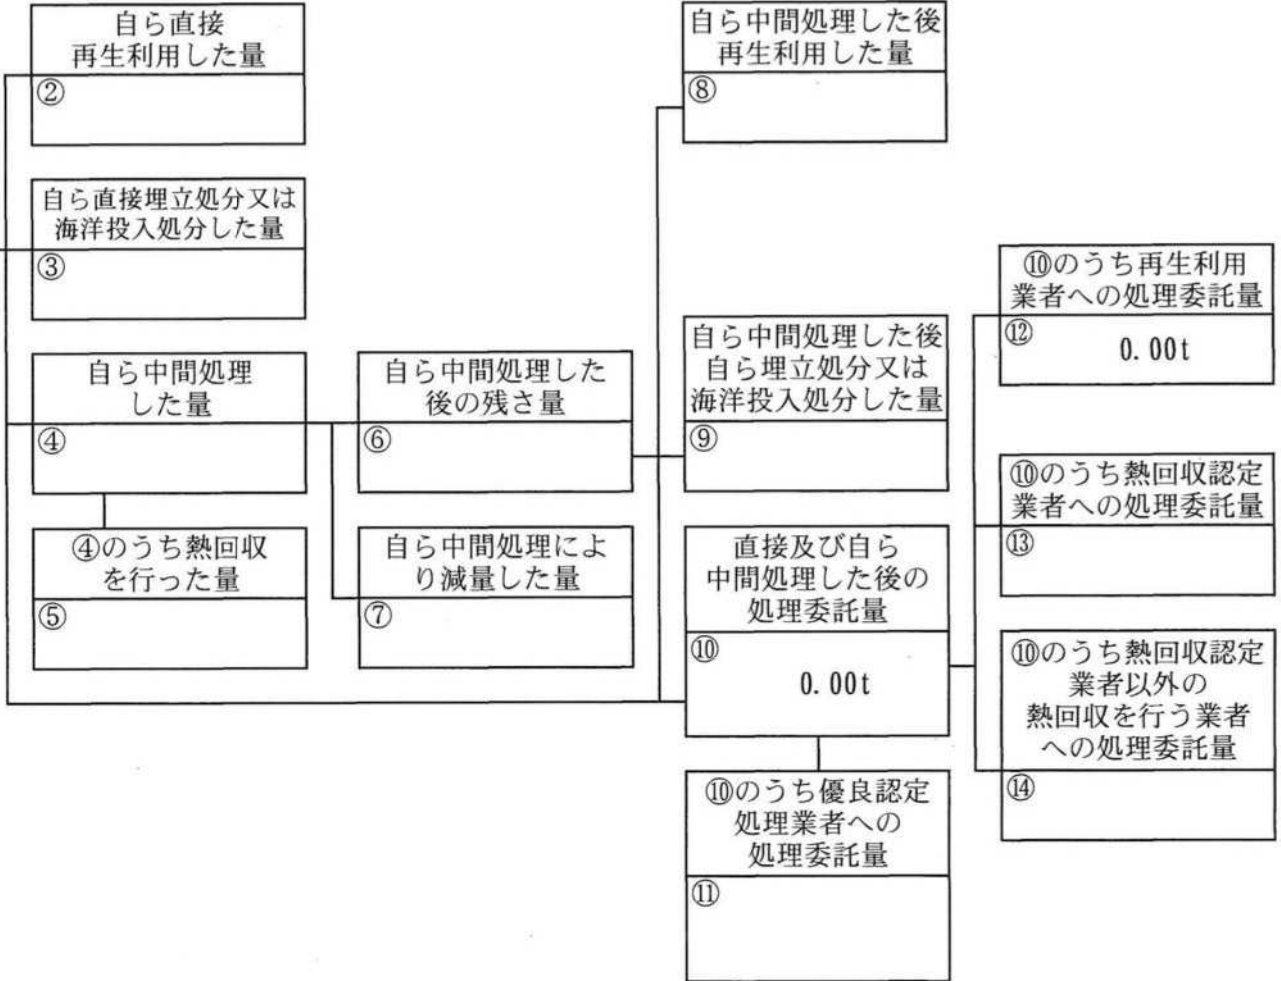 自ら直接
再生利用した量
②
自ら直接埋立処分又は
海洋投入処分した量
③
自ら中間処理
した量
④
④のうち熱回収
を行った量
⑤
自ら中間処理した
後の残さ量
⑥
自ら中間処理によ
り減量した量
⑦
自ら中間処理した後
再生利用した量
⑧
自ら中間処理した後
自ら埋立処分又は
海洋投入処分した量
⑨
直接及び自ら
中間処理した後の
処理委託量
⑩
0.00t
⑩のうち優良認定
処理業者への
処理委託量
⑪
⑩のうち再生利用
業者への処理委託量
⑫
0.00t
⑩のうち熱回収認定
業者への処理委託量
⑬
⑩のうち熱回収認定
業者以外の
熱回収を行う業者
への処理委託量
⑭